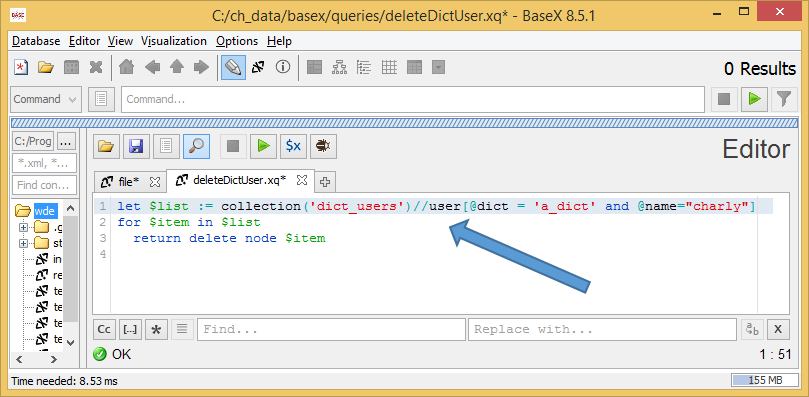 C:/ch_data/basex/queries/deleteDictUser.xq* - BaseX 8.5.1
Database Editor View Visualization Options Help
0 Results
Command Command...
C:/Prog ... Editor
*.xml, *...
file* deleteDictUser.xq*
Find con...
wde
.g
st
in
re
te
te
te
te
1 let $list := collection('dict_users')//user[@dict = 'a_dict' and @name="charly"]
2 for $item in $list
3 return delete node $item
4
Cc [..] * Find... Replace with... X
OK 1 : 51
Time needed: 8.53 ms 155 MB